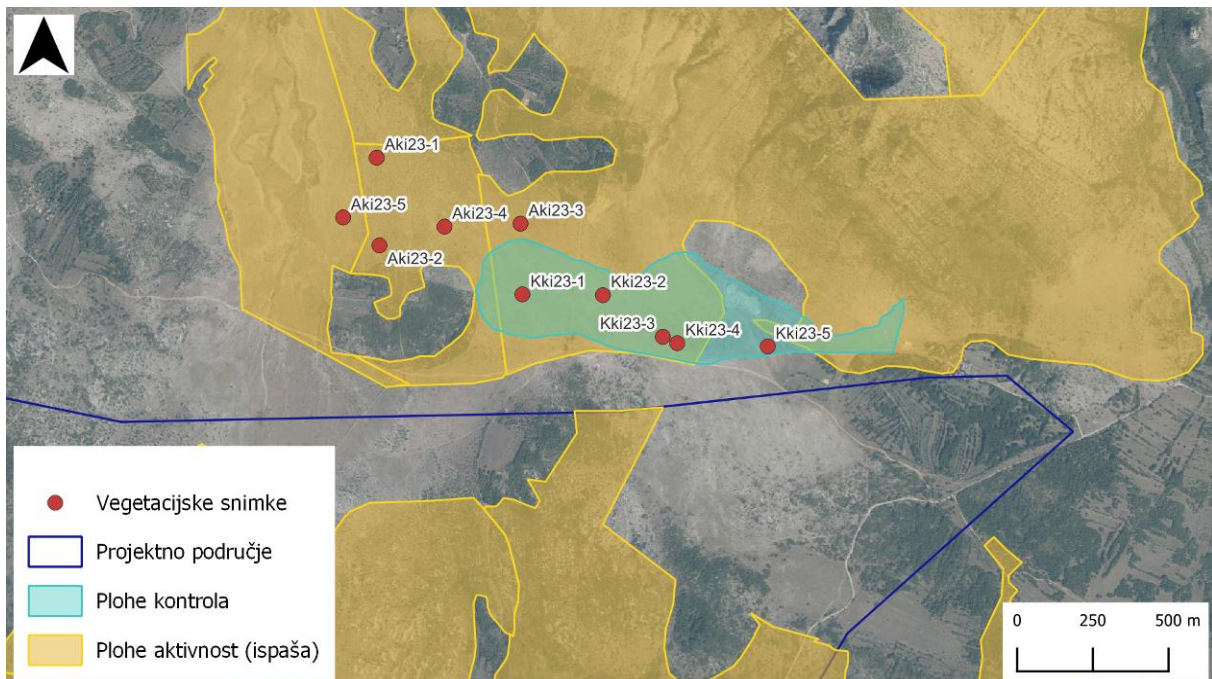 Aki23-1
Aki23-5
Aki23-4
Aki23-3
Aki23-2
Kki23-1
Kki23-2
Kki23-3
Kki23-4
Kki23-5
Vegetacijske snimke
Projektno područje
Plohe kontrola
Plohe aktivnost (ispaša)
0 250 500 m